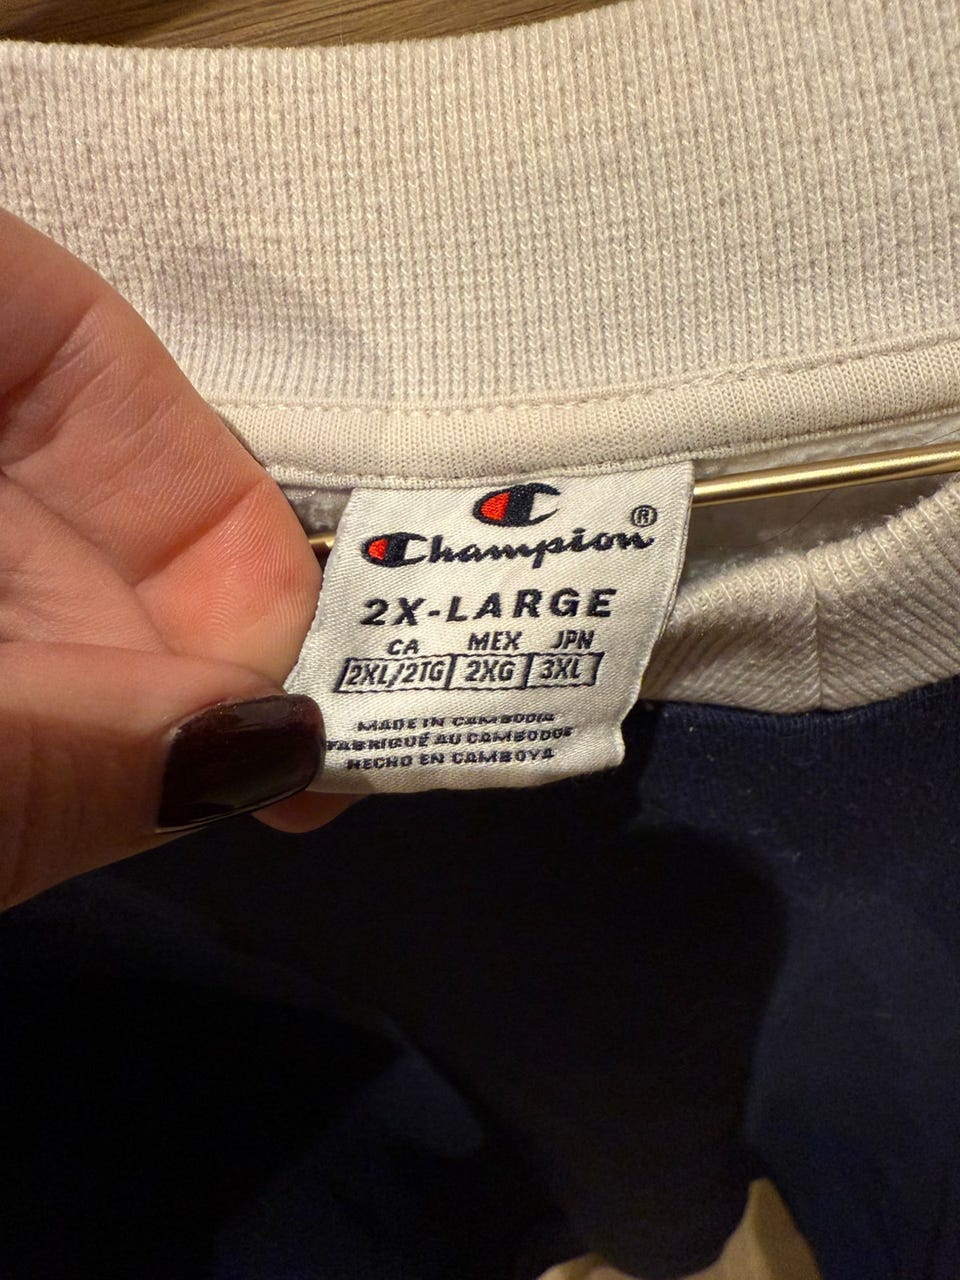 Champion®
2X-LARGE
CA MEX JPN
2XL/2TG 2XG 3XL
MADE IN CAMBODIA
FABRIQUÉ AU CAMBODGE
HECHO EN CAMBOYA